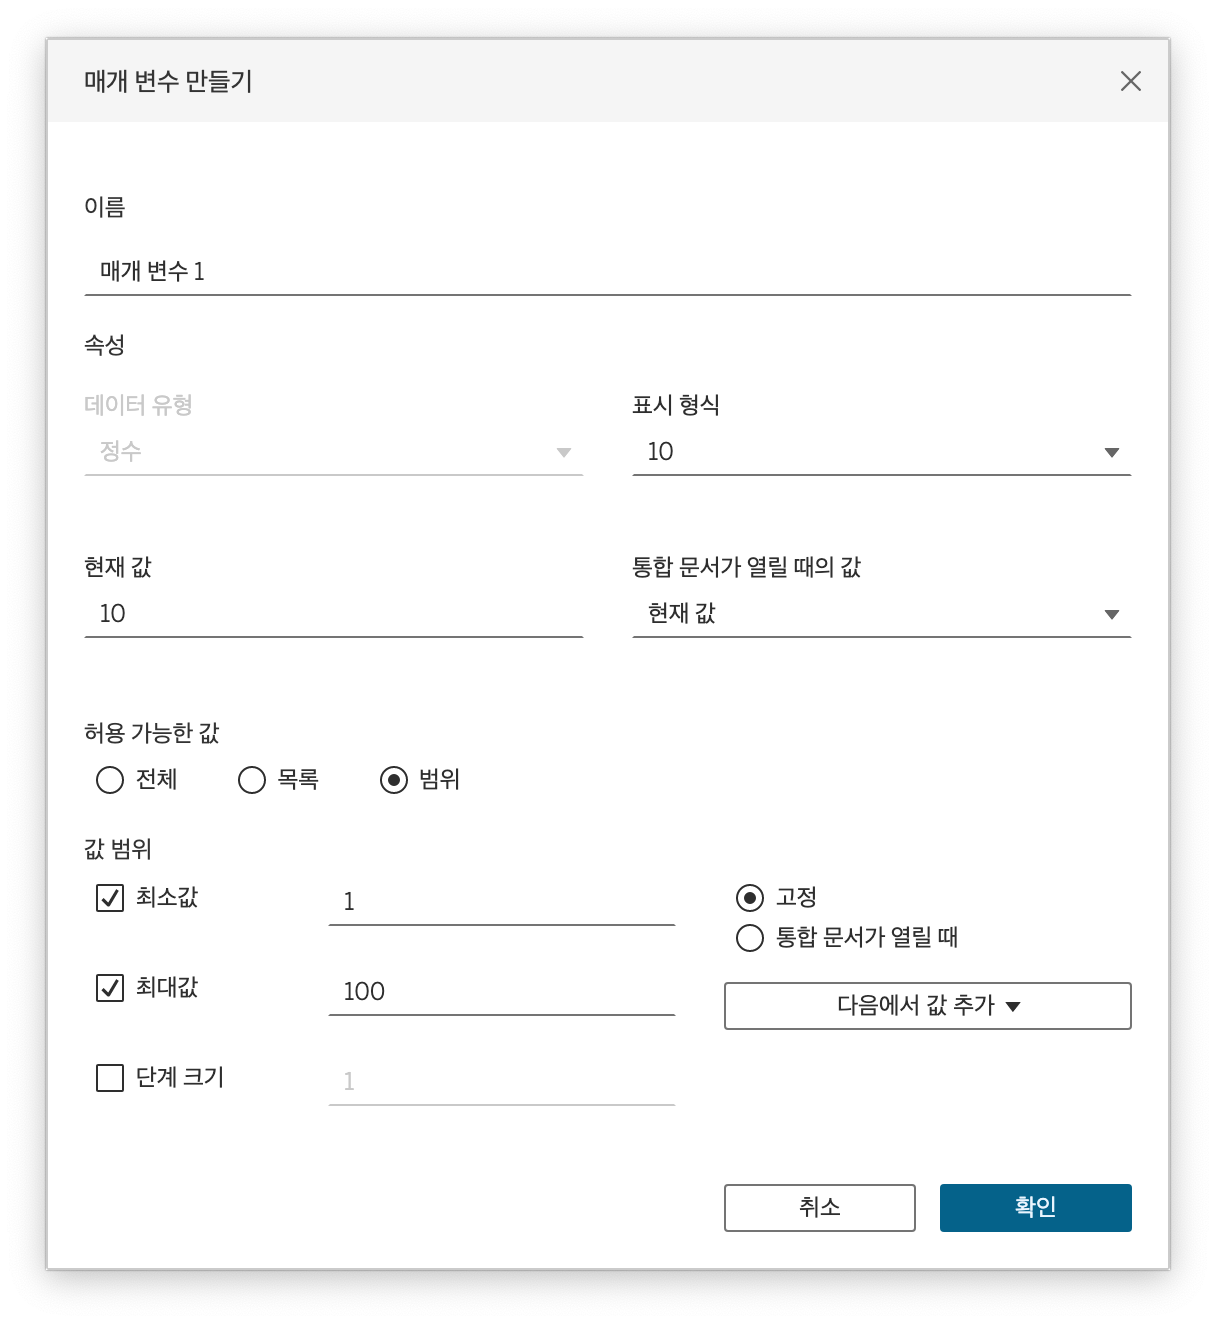 매개 변수 만들기
이름
매개 변수 1
속성
데이터 유형
표시 형식
정수
10
현재 값
통합 문서가 열릴 때의 값
10
현재 값
허용 가능한 값
전체
목록
범위
값 범위
최소값
1
고정
통합 문서가 열릴 때
최대값
100
다음에서 값 추가
단계 크기
1
취소
확인